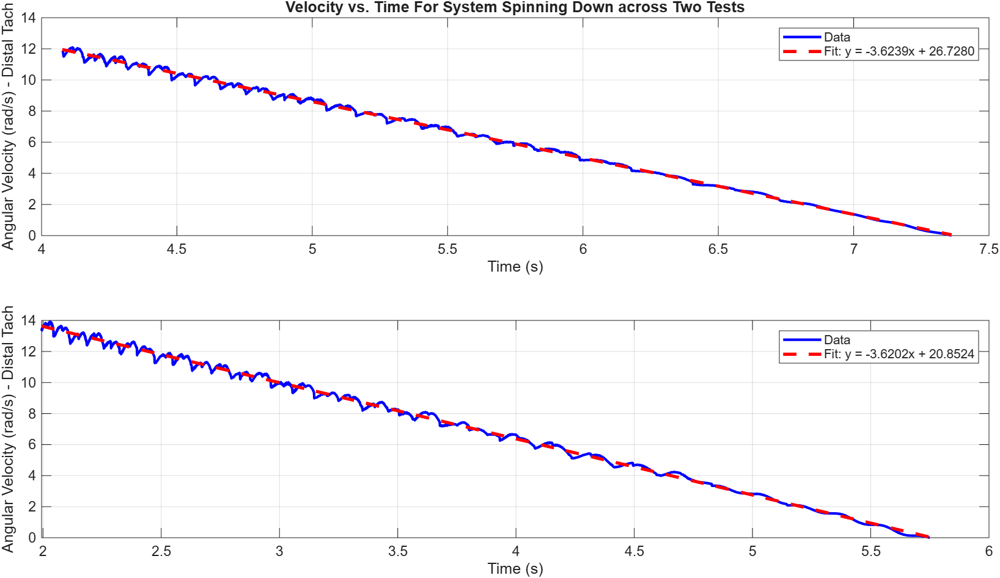 Velocity vs. Time For System Spinning Down across Two Tests
Angular Velocity (rad/s) - Distal Tach
14
12
10
8
6
4
2
0
Data
Fit: y = -3.6239x + 26.7280
4 4.5 5 5.5 6 6.5 7 7.5
Time (s)
Angular Velocity (rad/s) - Distal Tach
14
12
10
8
6
4
2
0
Data
Fit: y = -3.6202x + 20.8524
2 2.5 3 3.5 4 4.5 5 5.5 6
Time (s)